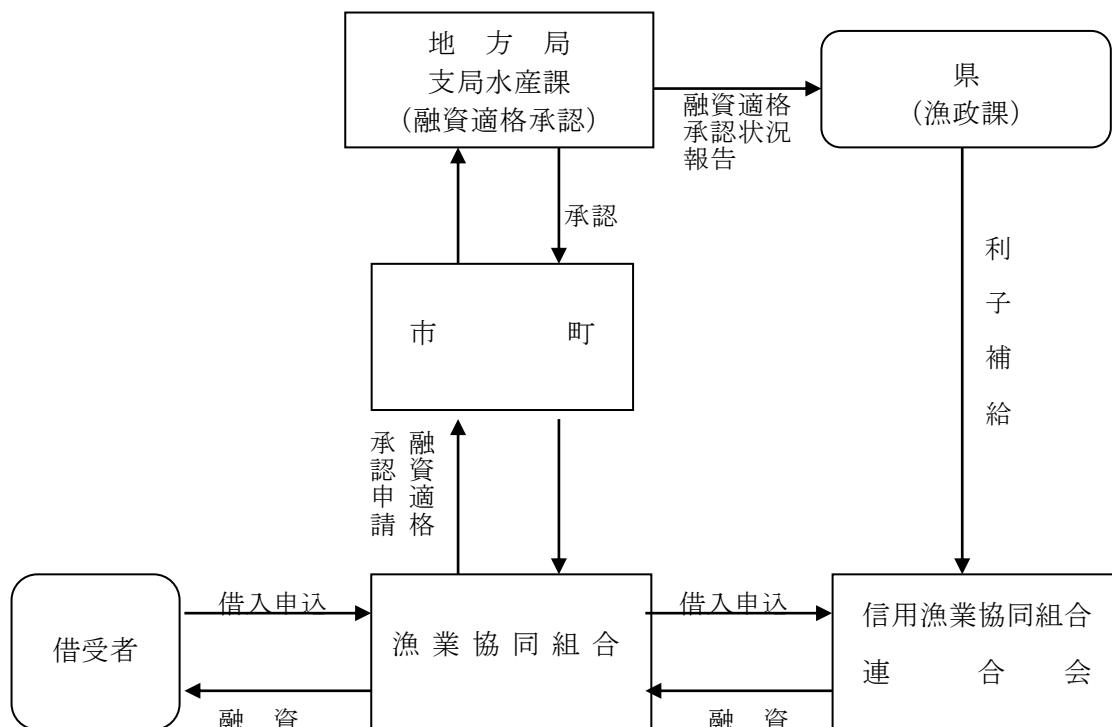 地　方　局
支局水産課
（融資適格承認）
融資適格
承認状況
報告
県
（漁政課）
承認
利子補給
市　　　　町
融資適格
承認申請
借受者
借入申込
融　資
漁 業 協 同 組 合
借入申込
融　資
信用漁業協同組合
連　　合　　会